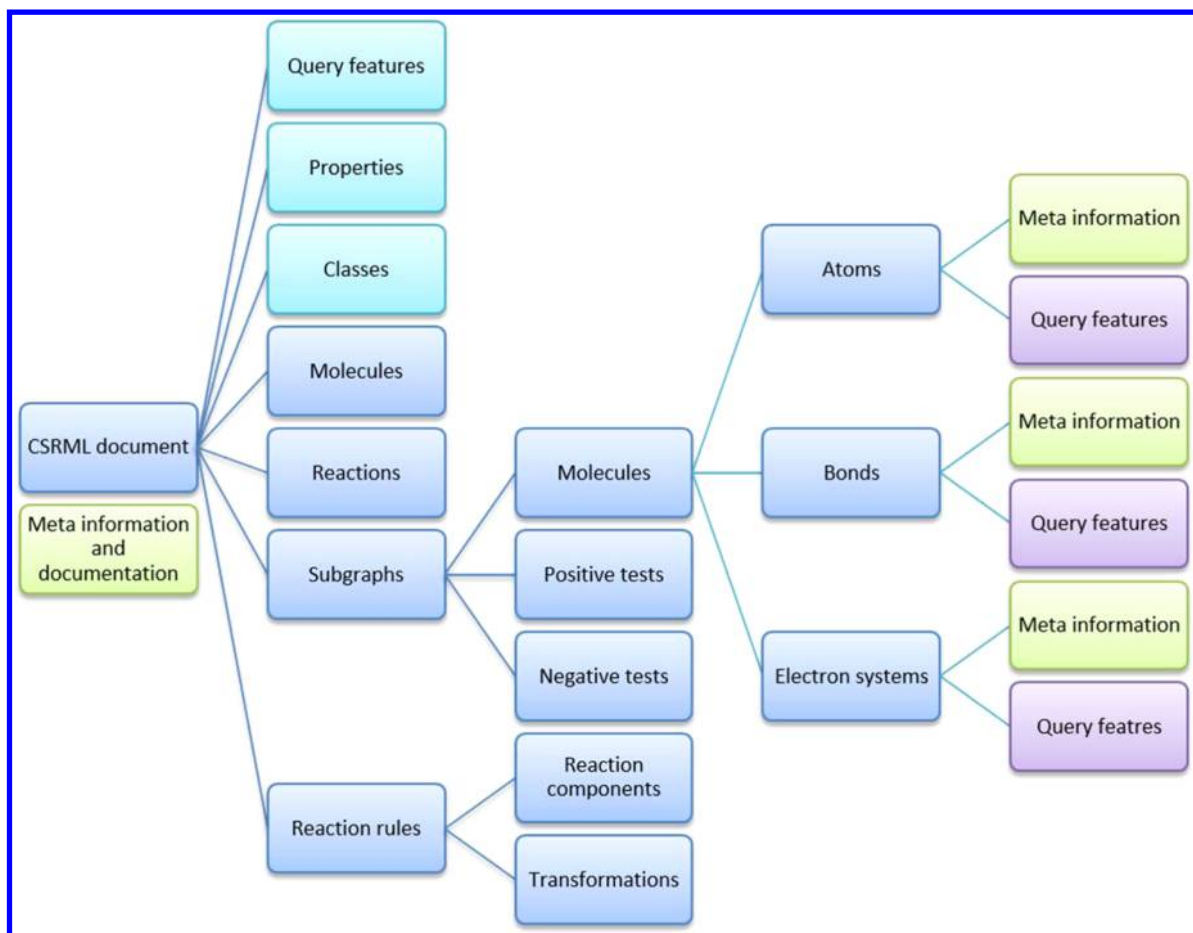 Query features
Properties
Classes
Molecules
Reactions
Subgraphs
Reaction rules
CSRML document
Meta information
and
documentation
Molecules
Positive tests
Negative tests
Reaction
components
Transformations
Atoms
Bonds
Electron systems
Meta information
Query features
Meta information
Query features
Meta information
Query featres